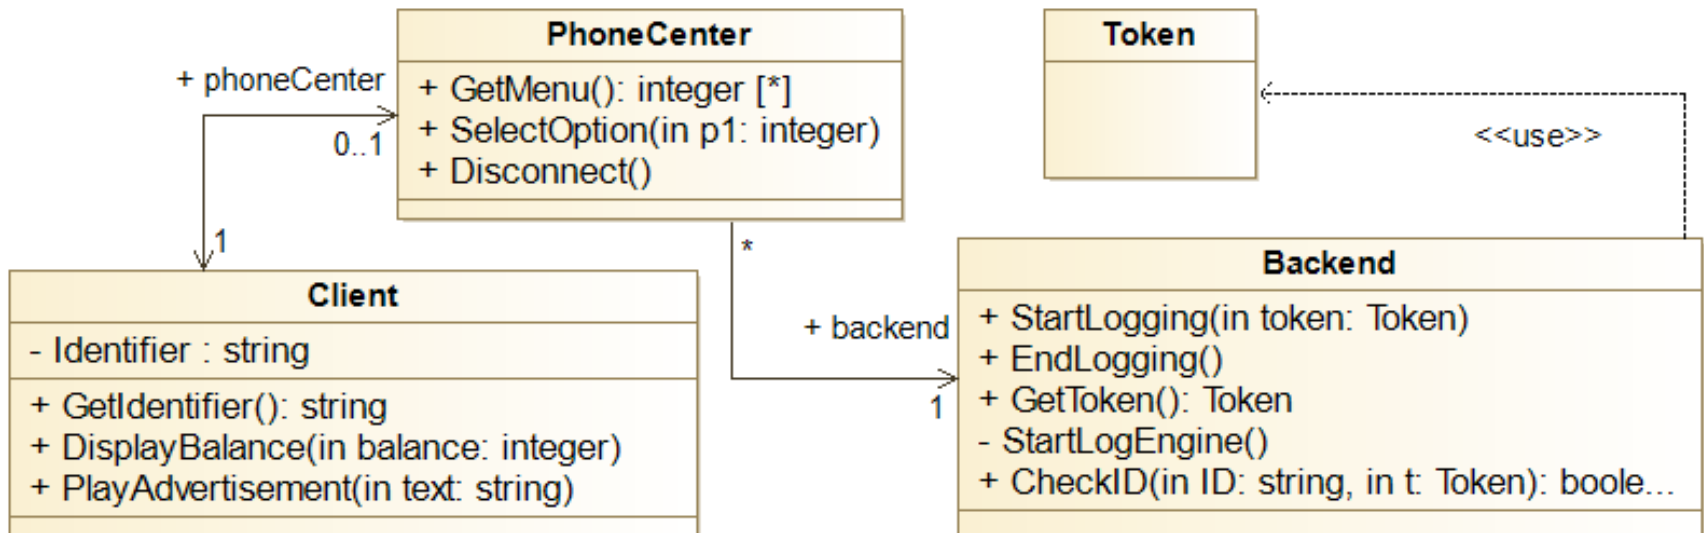 PhoneCenter
+ GetMenu(): integer [*]
+ SelectOption(in p1: integer)
+ Disconnect()
Token
+ phoneCenter
0..1
<<use>>
1
*
Client
- Identifier : string
+ GetIdentifier(): string
+ DisplayBalance(in balance: integer)
+ PlayAdvertisement(in text: string)
+ backend
1
Backend
+ StartLogging(in token: Token)
+ EndLogging()
+ GetToken(): Token
- StartLogEngine()
+ CheckID(in ID: string, in t: Token): boole...